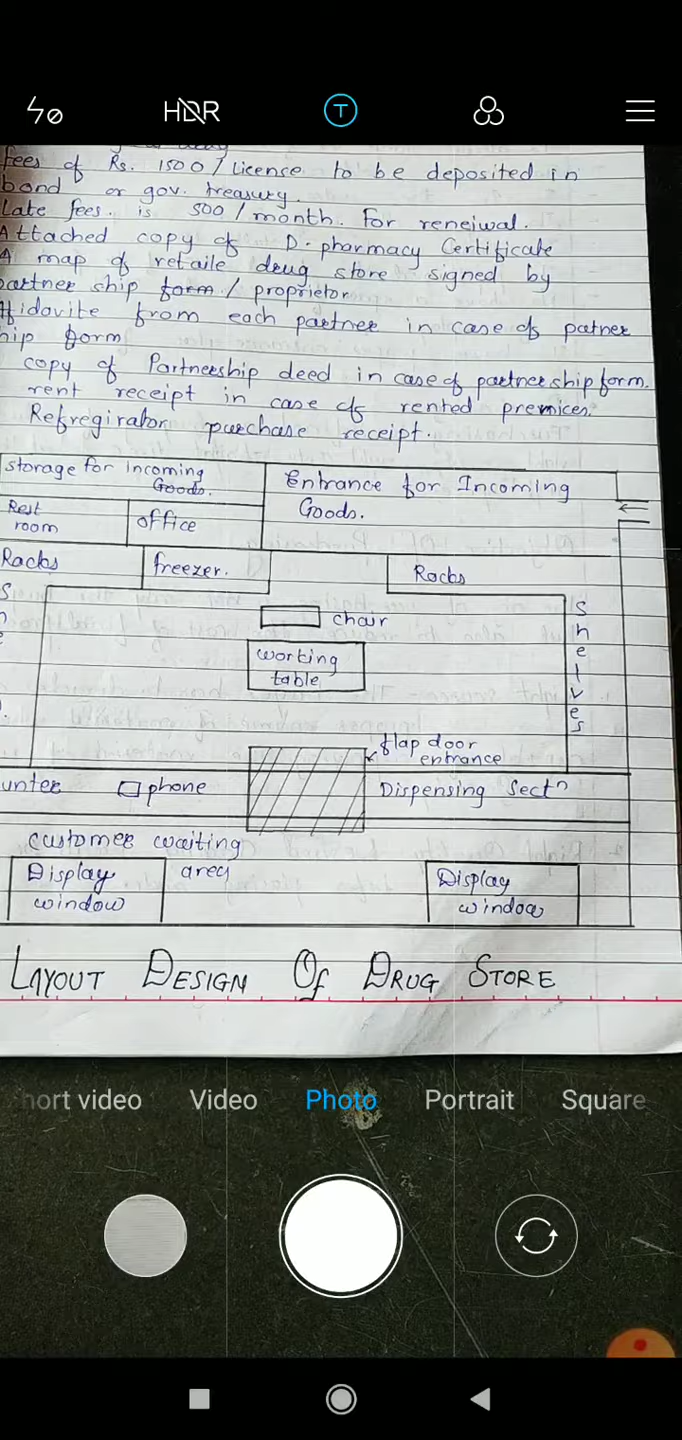 HDR
T
fees of Rs. 1500/Licence to be deposited in
bond or gov. treasury.
Late fees. is 500/month. For reneiwal.
Attached copy of D.pharmacy Certificate
A map of retaile drug store signed by
partner ship form / proprietor
ffidavite from each partner in case of patner
hip form
copy of Partnership deed in case of partnership form.
rent receipt in case of rented premices.
Refregirator purchase receipt.
storage for incoming
Goods.
Entrance for Incoming
Goods.
Rest
room
office
Racks
freezer.
Racks
chair
working
table
Shelves
flap door
entrance
unter
phone
Dispensing Sectn
customer waiting
area
Display
window
Display
window
LAYOUT DESIGN Of DRUG STORE
hort video Video Photo Portrait Square